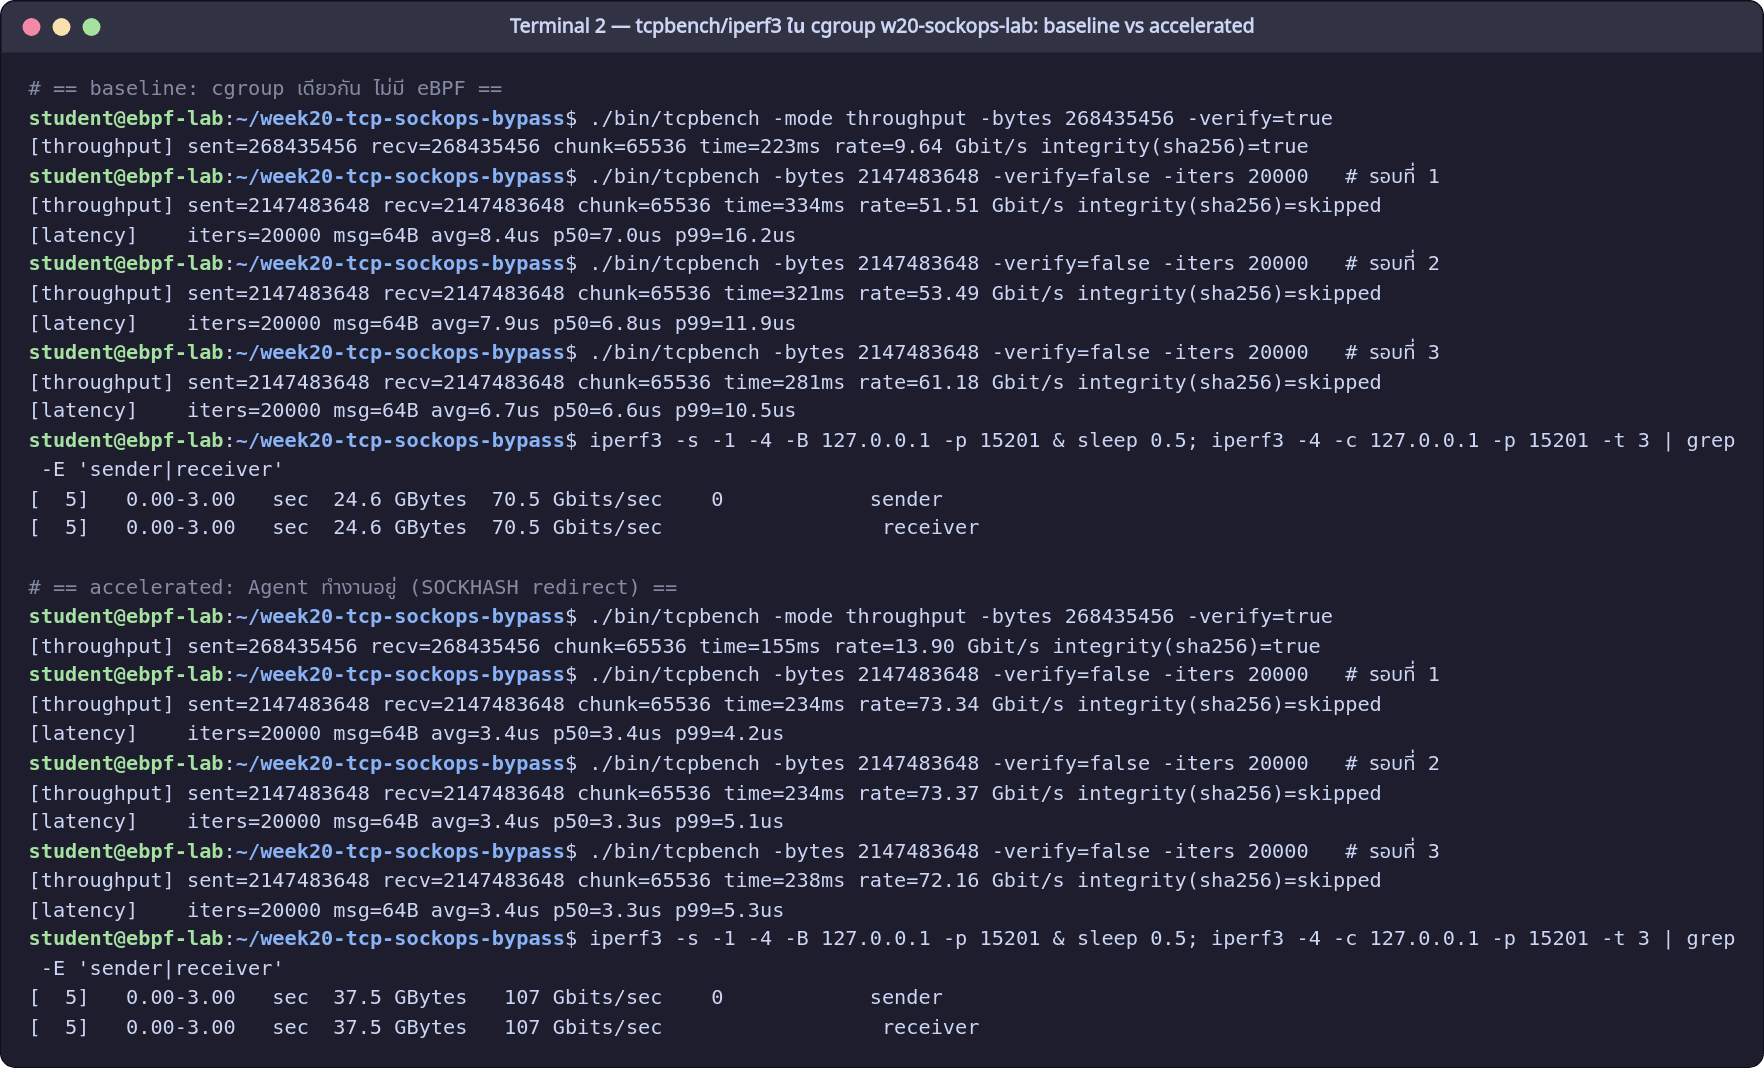 Terminal 2 — tcpbench/iperf3 ใน cgroup w20-sockops-lab: baseline vs accelerated
# == baseline: cgroup เดียวกัน ไม่มี eBPF ==
student@ebpf-lab:~/week20-tcp-sockops-bypass$ ./bin/tcpbench -mode throughput -bytes 268435456 -verify=true
[throughput] sent=268435456 recv=268435456 chunk=65536 time=223ms rate=9.64 Gbit/s integrity(sha256)=true
student@ebpf-lab:~/week20-tcp-sockops-bypass$ ./bin/tcpbench -bytes 2147483648 -verify=false -iters 20000   # รอบที่ 1
[throughput] sent=2147483648 recv=2147483648 chunk=65536 time=334ms rate=51.51 Gbit/s integrity(sha256)=skipped
[latency]    iters=20000 msg=64B avg=8.4us p50=7.0us p99=16.2us
student@ebpf-lab:~/week20-tcp-sockops-bypass$ ./bin/tcpbench -bytes 2147483648 -verify=false -iters 20000   # รอบที่ 2
[throughput] sent=2147483648 recv=2147483648 chunk=65536 time=321ms rate=53.49 Gbit/s integrity(sha256)=skipped
[latency]    iters=20000 msg=64B avg=7.9us p50=6.8us p99=11.9us
student@ebpf-lab:~/week20-tcp-sockops-bypass$ ./bin/tcpbench -bytes 2147483648 -verify=false -iters 20000   # รอบที่ 3
[throughput] sent=2147483648 recv=2147483648 chunk=65536 time=281ms rate=61.18 Gbit/s integrity(sha256)=skipped
[latency]    iters=20000 msg=64B avg=6.7us p50=6.6us p99=10.5us
student@ebpf-lab:~/week20-tcp-sockops-bypass$ iperf3 -s -1 -4 -B 127.0.0.1 -p 15201 & sleep 0.5; iperf3 -4 -c 127.0.0.1 -p 15201 -t 3 | grep
 -E 'sender|receiver'
[  5]   0.00-3.00   sec  24.6 GBytes  70.5 Gbits/sec    0            sender
[  5]   0.00-3.00   sec  24.6 GBytes  70.5 Gbits/sec                  receiver
# == accelerated: Agent ทำงานอยู่ (SOCKHASH redirect) ==
student@ebpf-lab:~/week20-tcp-sockops-bypass$ ./bin/tcpbench -mode throughput -bytes 268435456 -verify=true
[throughput] sent=268435456 recv=268435456 chunk=65536 time=155ms rate=13.90 Gbit/s integrity(sha256)=true
student@ebpf-lab:~/week20-tcp-sockops-bypass$ ./bin/tcpbench -bytes 2147483648 -verify=false -iters 20000   # รอบที่ 1
[throughput] sent=2147483648 recv=2147483648 chunk=65536 time=234ms rate=73.34 Gbit/s integrity(sha256)=skipped
[latency]    iters=20000 msg=64B avg=3.4us p50=3.4us p99=4.2us
student@ebpf-lab:~/week20-tcp-sockops-bypass$ ./bin/tcpbench -bytes 2147483648 -verify=false -iters 20000   # รอบที่ 2
[throughput] sent=2147483648 recv=2147483648 chunk=65536 time=234ms rate=73.37 Gbit/s integrity(sha256)=skipped
[latency]    iters=20000 msg=64B avg=3.4us p50=3.3us p99=5.1us
student@ebpf-lab:~/week20-tcp-sockops-bypass$ ./bin/tcpbench -bytes 2147483648 -verify=false -iters 20000   # รอบที่ 3
[throughput] sent=2147483648 recv=2147483648 chunk=65536 time=238ms rate=72.16 Gbit/s integrity(sha256)=skipped
[latency]    iters=20000 msg=64B avg=3.4us p50=3.3us p99=5.3us
student@ebpf-lab:~/week20-tcp-sockops-bypass$ iperf3 -s -1 -4 -B 127.0.0.1 -p 15201 & sleep 0.5; iperf3 -4 -c 127.0.0.1 -p 15201 -t 3 | grep
 -E 'sender|receiver'
[  5]   0.00-3.00   sec  37.5 GBytes   107 Gbits/sec    0            sender
[  5]   0.00-3.00   sec  37.5 GBytes   107 Gbits/sec                  receiver